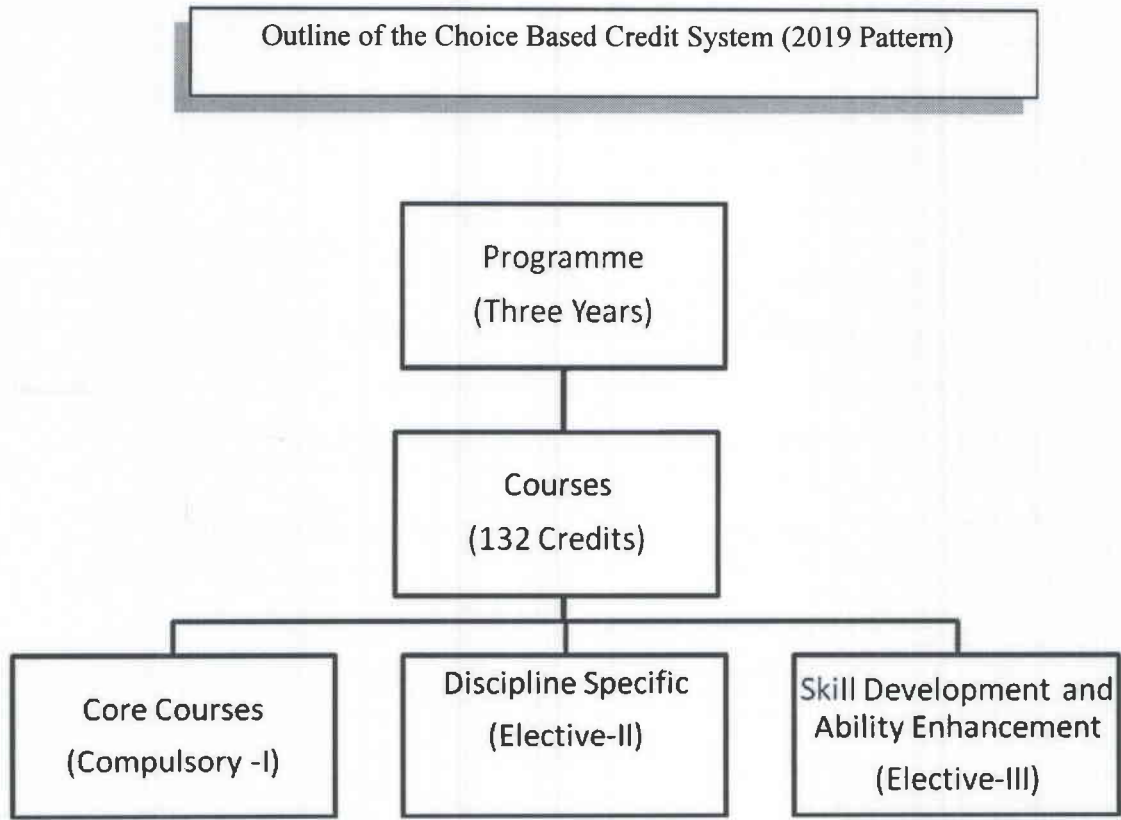 Outline of the Choice Based Credit System (2019 Pattern)
Programme
(Three Years)
Courses
(132 Credits)
Core Courses
(Compulsory -I)
Discipline Specific
(Elective-II)
Skill Development and
Ability Enhancement
(Elective-III)